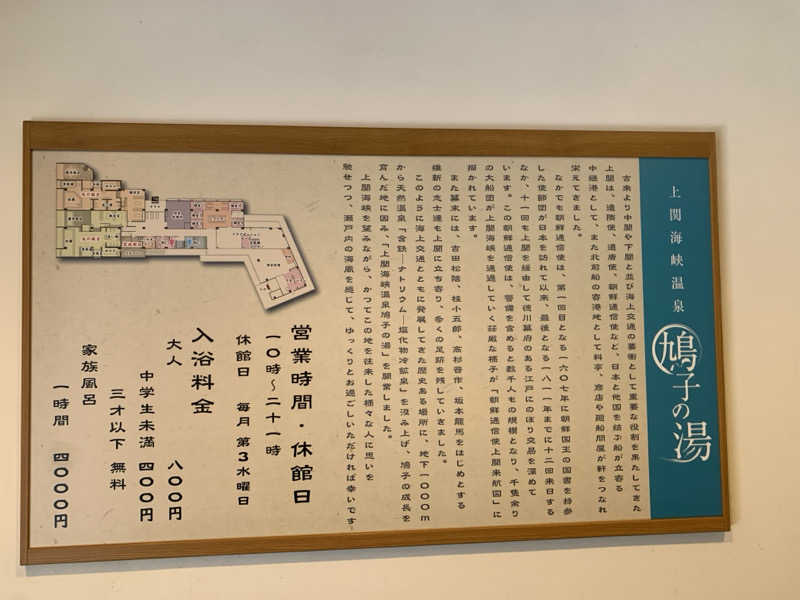 上関海峡温泉
鳩子の湯
古来より中関や下関と並び海上交通の要衝として重要な役割を果たしてきた
上関は、遣隋使、遣唐使、朝鮮通信使など、日本と他国を結ぶ船が立寄る
中継港として、また北前船の寄港地として料亭、商店や廻船問屋が軒をつなれ
栄えてきました。
なかでも朝鮮通信使は、第一回目となる一六〇七年に朝鮮国王の国書を持参
した使節団が日本を訪れて以来、最後となる一八一一年までに十二回来日する
なか、十一回も上関を経由して徳川幕府のある江戸にのぼり交易を深めて
います。この朝鮮通信使は、警備を含めると数千人もの規模となり、千隻余り
の大船団が上関海峡を通過していく荘厳な様子が「朝鮮通信使上関来航図」に
描かれています。
また幕末には、吉田松陰、桂小五郎、高杉晋作、坂本龍馬をはじめとする
維新の志士達も上関に立ち寄り、多くの足跡を残していきました。
このように海上交通とともに発展してきた歴史ある場所に、地下一〇〇〇m
から天然温泉「含鉄―ナトリウム―塩化物冷鉱泉」を汲み上げ、鳩子の成長を
育んだ地に因み、「上関海峡温泉鳩子の湯」を開業しました。
上関海峡を望みながら、かつてこの地を往来した様々な人に思いを
馳せつつ、瀬戸内の海風を感じて、ゆっくりとお過ごしいただければ幸いです。
営業時間・休館日
一〇時〜二十一時
休館日 毎月 第3水曜日
入浴料金
大人 八〇〇円
中学生未満 四〇〇円
三才以下 無料
家族風呂
一時間 四〇〇〇円